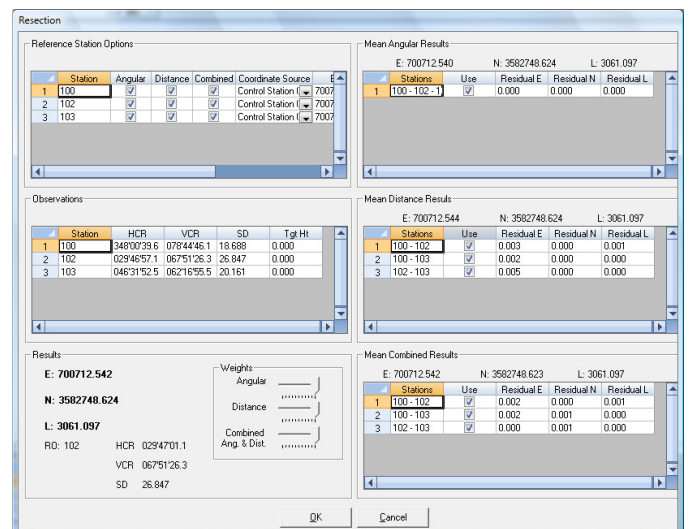 Resection
Reference Station Options
Station Angular Distance Combined Coordinate Source E
1 100 Control Station ( 7007
2 102 Control Station ( 7007
3 103 Control Station ( 7007
Observations
Station HCR VCR SD Tgt Ht
1 100 348°00'39.6 078°44'46.1 18.688 0.000
2 102 029°46'57.1 067°51'26.3 26.847 0.000
3 103 046°31'52.5 062°16'55.5 20.161 0.000
Results
E: 700712.542
N: 3582748.624
L: 3061.097
RO: 102 HCR 029°47'01.1
VCR 067°51'26.3
SD 26.847
Weights
Angular
Distance
Combined
Ang. & Dist.
Mean Angular Results
E: 700712.540 N: 3582748.624 L: 3061.097
Stations Use Residual E Residual N Residual L
1 100 - 102 - 1 0.000 0.000 0.000
Mean Distance Resuls
E: 700712.544 N: 3582748.624 L: 3061.097
Stations Use Residual E Residual N Residual L
1 100 - 102 0.003 0.000 0.001
2 100 - 103 0.002 0.000 0.000
3 102 - 103 0.005 0.000 0.000
Mean Combined Results
E: 700712.542 N: 3582748.623 L: 3061.097
Stations Use Residual E Residual N Residual L
1 100 - 102 0.002 0.000 0.001
2 100 - 103 0.002 0.001 0.000
3 102 - 103 0.000 0.001 0.000
OK Cancel